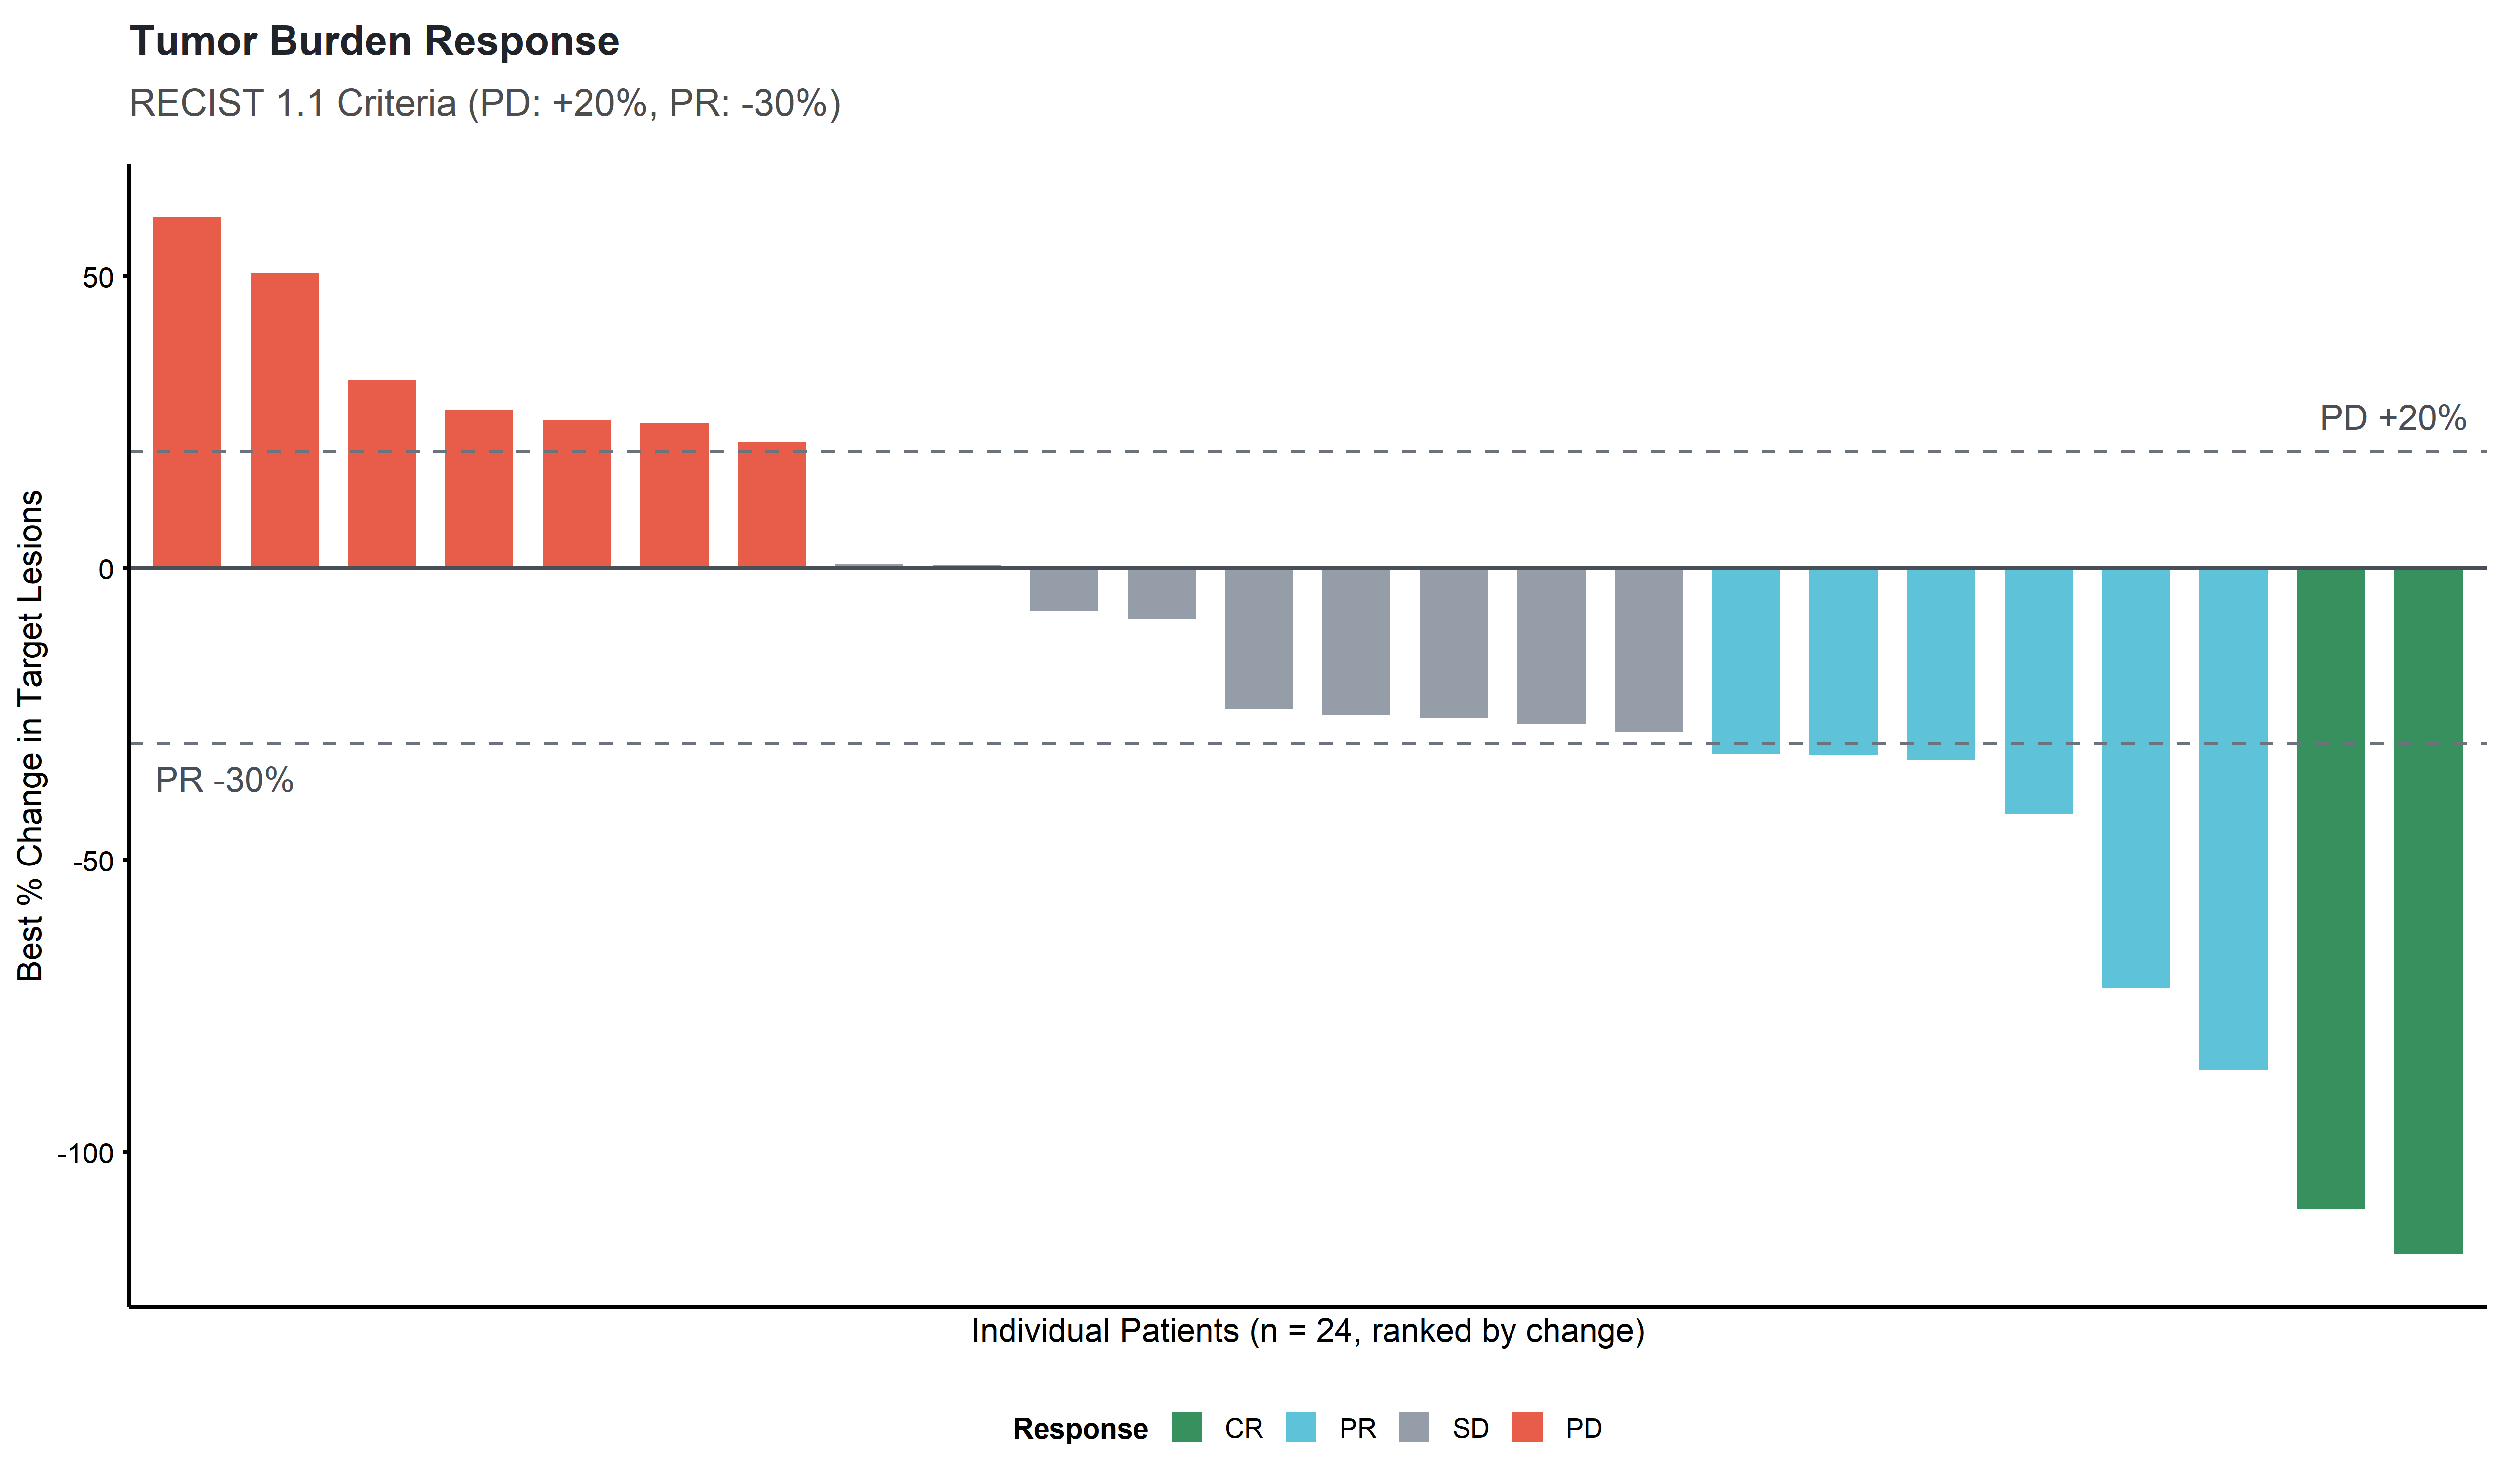 Tumor Burden Response
RECIST 1.1 Criteria (PD: +20%, PR: -30%)
Best % Change in Target Lesions
50
0
-50
-100
PD +20%
PR -30%
Individual Patients (n = 24, ranked by change)
Response CR PR SD PD